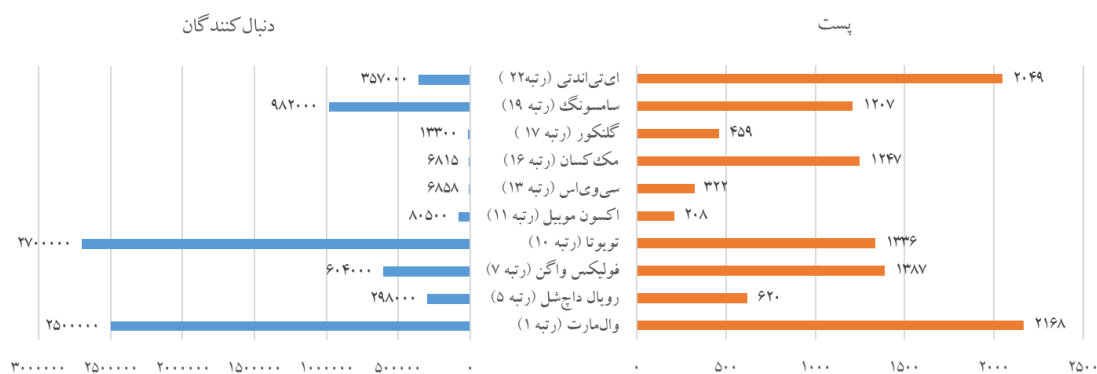 پست
دنبال‌کنندگان
ای‌تی‌اندتی (رتبه۲۲ )
۲۰۴۹
۳۵۷۰۰۰
سامسونگ (رتبه ۱۹)
۱۲۰۷
۹۸۲۰۰۰
گلنکور (رتبه ۱۷ )
۴۵۹
۱۳۳۰۰
مک‌کسان (رتبه ۱۶)
۱۲۴۷
۶۸۱۵
سی‌وی‌اس (رتبه ۱۳)
۳۲۲
۶۸۵۸
اکسون موبیل (رتبه ۱۱)
۲۰۸
۸۰۵۰۰
تویوتا (رتبه ۱۰)
۱۳۳۶
۲۷۰۰۰۰۰
فولیکس واگن (رتبه ۷)
۱۳۸۷
۶۰۴۰۰۰
رویال داچ‌شل (رتبه ۵)
۶۲۰
۲۹۸۰۰۰
وال‌مارت (رتبه ۱)
۲۱۶۸
۲۵۰۰۰۰۰
۰ ۵۰۰ ۱۰۰۰ ۱۵۰۰ ۲۰۰۰ ۲۵۰۰
۳۰۰۰۰۰۰ ۲۵۰۰۰۰۰ ۲۰۰۰۰۰۰ ۱۵۰۰۰۰۰ ۱۰۰۰۰۰۰ ۵۰۰۰۰۰ ۰